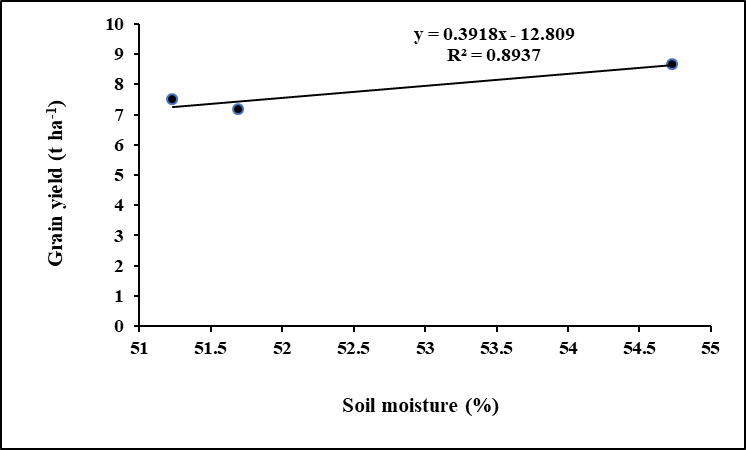 10
9
8
7
6
5
4
3
2
1
0
y = 0.3918x - 12.809
R² = 0.8937
Grain yield (t ha⁻¹)
51 51.5 52 52.5 53 53.5 54 54.5 55
Soil moisture (%)